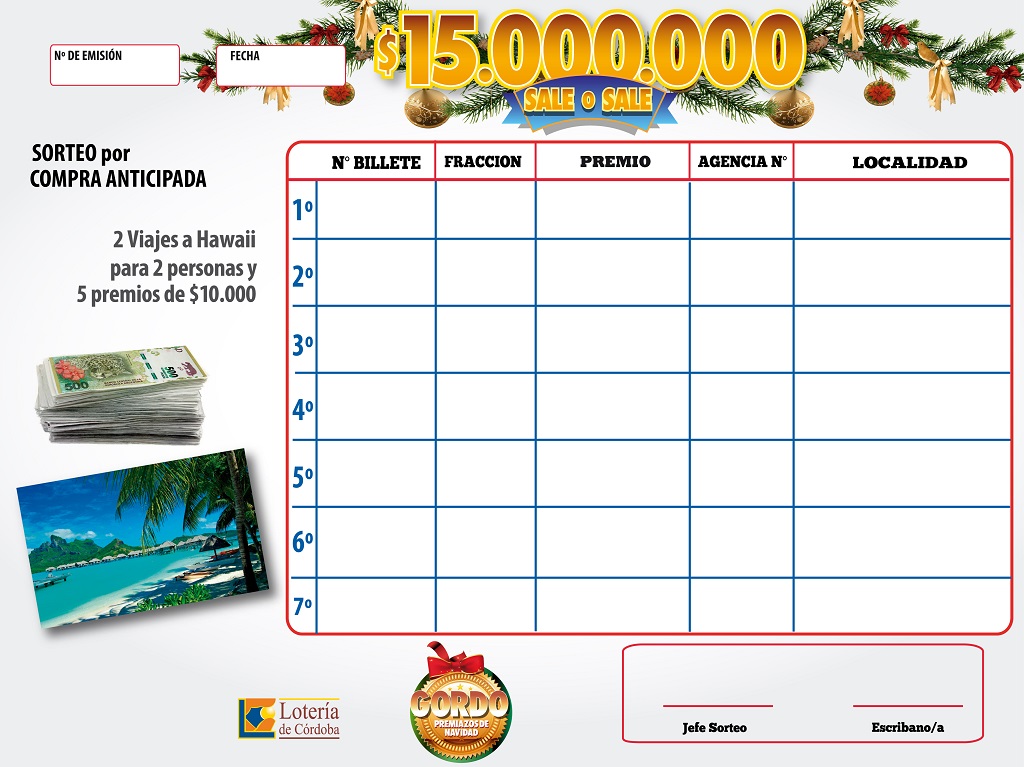 Nº DE EMISIÓN
FECHA
$15.000.000
SALE O SALE
SORTEO por
COMPRA ANTICIPADA
2 Viajes a Hawaii
para 2 personas y
5 premios de $10.000
N° BILLETE FRACCION PREMIO AGENCIA N° LOCALIDAD
1º
2º
3º
4º
5º
6º
7º
500
500
Lotería
de Córdoba
GORDO
PREMIAZOS DE
NAVIDAD
Jefe Sorteo
Escribano/a